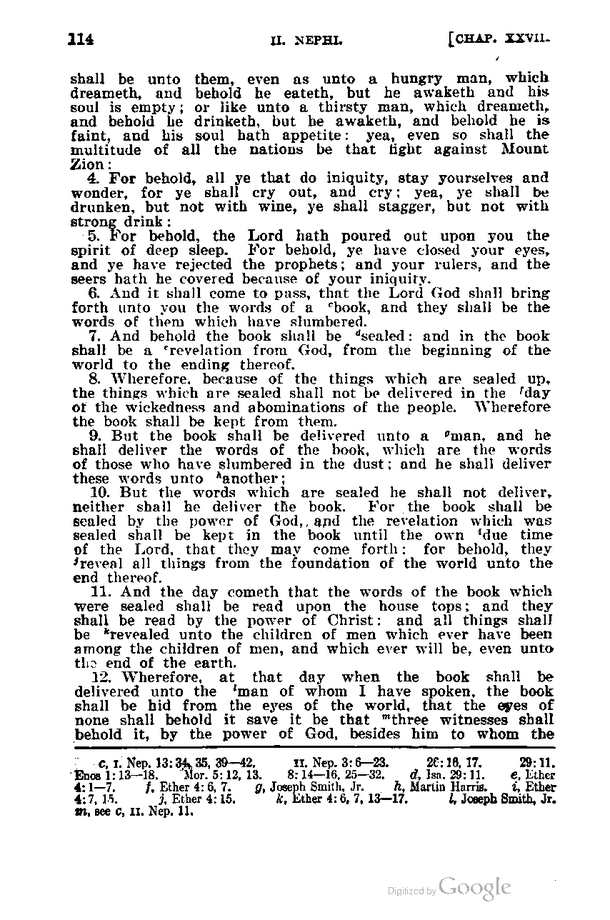 114 II. NEPHI. [CHAP. XXVII.
shall be unto them, even as unto a hungry man, which
dreameth, and behold he eateth, but he awaketh and his
soul is empty; or like unto a thirsty man, which dreameth,
and behold he drinketh, but he awaketh, and behold he is
faint, and his soul hath appetite: yea, even so shall the
multitude of all the nations be that fight against Mount
Zion:
4. For behold, all ye that do iniquity, stay yourselves and
wonder, for ye shall cry out, and cry; yea, ye shall be
drunken, but not with wine, ye shall stagger, but not with
strong drink:
5. For behold, the Lord hath poured out upon you the
spirit of deep sleep. For behold, ye have closed your eyes,
and ye have rejected the prophets; and your rulers, and the
seers hath he covered because of your iniquity.
6. And it shall come to pass, that the Lord God shall bring
forth unto you the words of a cbook, and they shall be the
words of them which have slumbered.
7. And behold the book shall be dsealed: and in the book
shall be a erevelation from God, from the beginning of the
world to the ending thereof.
8. Wherefore, because of the things which are sealed up,
the things which are sealed shall not be delivered in the fday
of the wickedness and abominations of the people. Wherefore
the book shall be kept from them.
9. But the book shall be delivered unto a gman, and he
shall deliver the words of the book, which are the words
of those who have slumbered in the dust; and he shall deliver
these words unto hanother;
10. But the words which are sealed he shall not deliver,
neither shall he deliver the book. For the book shall be
sealed by the power of God, and the revelation which was
sealed shall be kept in the book until the own idue time
of the Lord, that they may come forth: for behold, they
jreveal all things from the foundation of the world unto the
end thereof.
11. And the day cometh that the words of the book which
were sealed shall be read upon the house tops; and they
shall be read by the power of Christ: and all things shall
be krevealed unto the children of men which ever have been
among the children of men, and which ever will be, even unto
the end of the earth.
12. Wherefore, at that day when the book shall be
delivered unto the lman of whom I have spoken, the book
shall be hid from the eyes of the world, that the eyes of
none shall behold it save it be that mthree witnesses shall
behold it, by the power of God, besides him to whom the
c, I. Nep. 13:34, 35, 39—42. II. Nep. 3:6—23. 26:16, 17. 29:11.
Enos 1:13—18. Mor. 5:12, 13. 8:14—16, 25—32. d, Isa. 29:11. e, Ether
4:1—7. f, Ether 4:6, 7. g, Joseph Smith, Jr. h, Martin Harris. i, Ether
4:7, 15. j, Ether 4:15. k, Ether 4:6, 7, 13—17. l, Joseph Smith, Jr.
m, see c, II. Nep. 11.
Digitized by Google